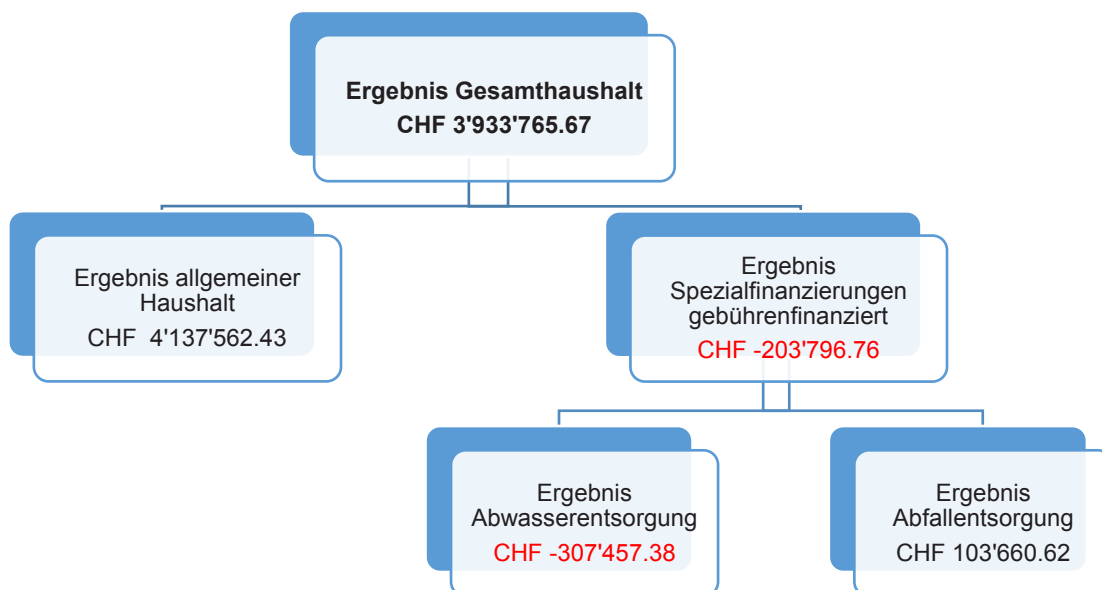 Ergebnis Gesamthaushalt
CHF 3'933'765.67
Ergebnis allgemeiner
Haushalt
CHF 4'137'562.43
Ergebnis
Spezialfinanzierungen
gebührenfinanziert
CHF -203'796.76
Ergebnis
Abwasserentsorgung
CHF -307'457.38
Ergebnis
Abfallentsorgung
CHF 103'660.62